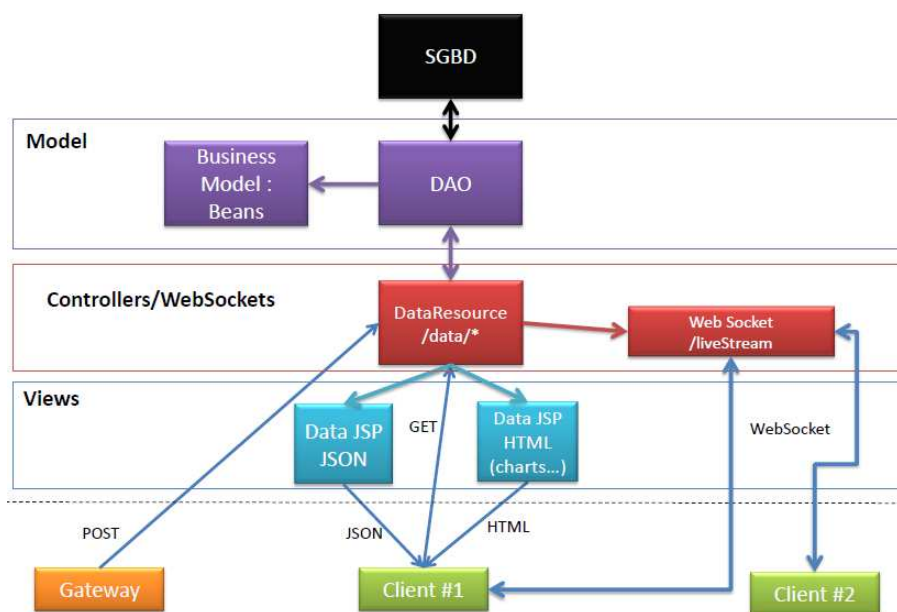 SGBD
Model
Business
Model :
Beans
DAO
Controllers/WebSockets
DataResource
/data/*
Web Socket
/liveStream
Views
GET
Data JSP
JSON
Data JSP
HTML
(charts...)
WebSocket
POST
JSON
HTML
Gateway
Client #1
Client #2